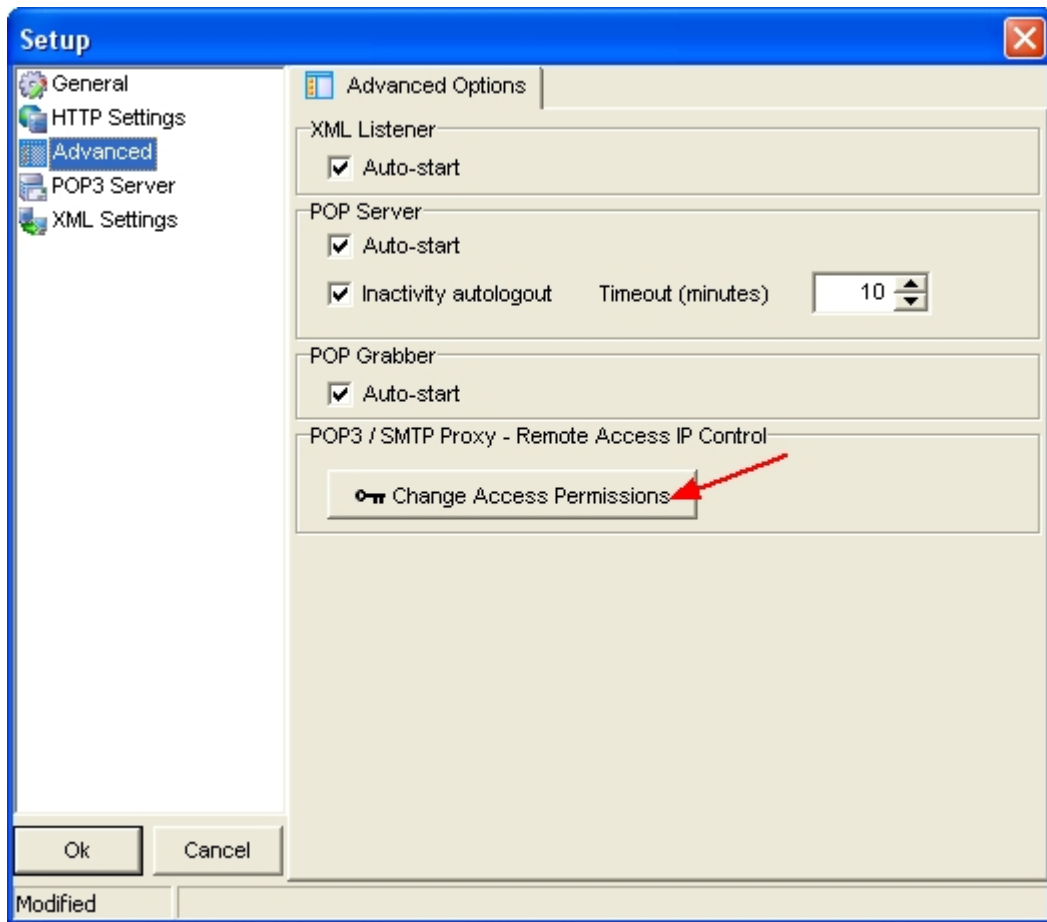 Setup
General
HTTP Settings
Advanced
POP3 Server
XML Settings
Advanced Options
XML Listener
Auto-start
POP Server
Auto-start
Inactivity autologout Timeout (minutes) 10
POP Grabber
Auto-start
POP3 / SMTP Proxy - Remote Access IP Control
Change Access Permissions
Ok Cancel
Modified